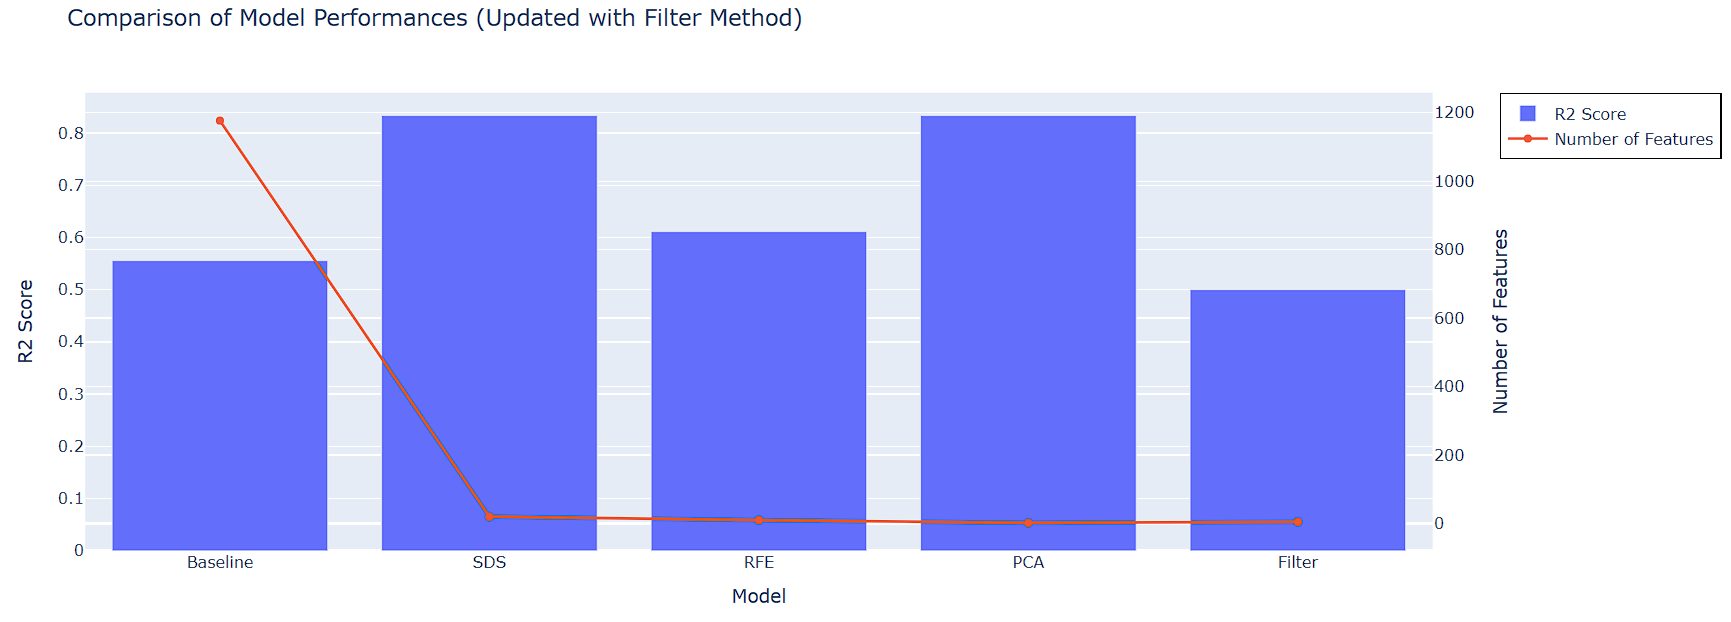 Comparison of Model Performances (Updated with Filter Method)
R2 Score
Number of Features
0.8
0.7
0.6
0.5
0.4
0.3
0.2
0.1
0
R2 Score
1200
1000
800
600
400
200
0
Number of Features
Baseline
SDS
RFE
PCA
Filter
Model